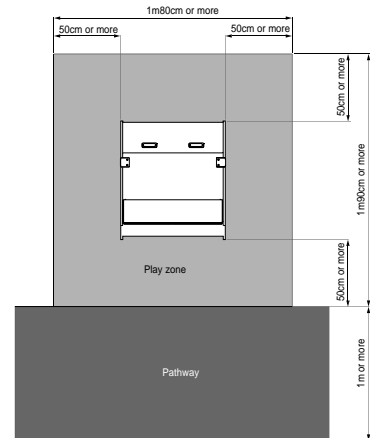 1m80cm or more
50cm or more
50cm or more
50cm or more
1m90cm or more
Play zone
50cm or more
Pathway
1m or more